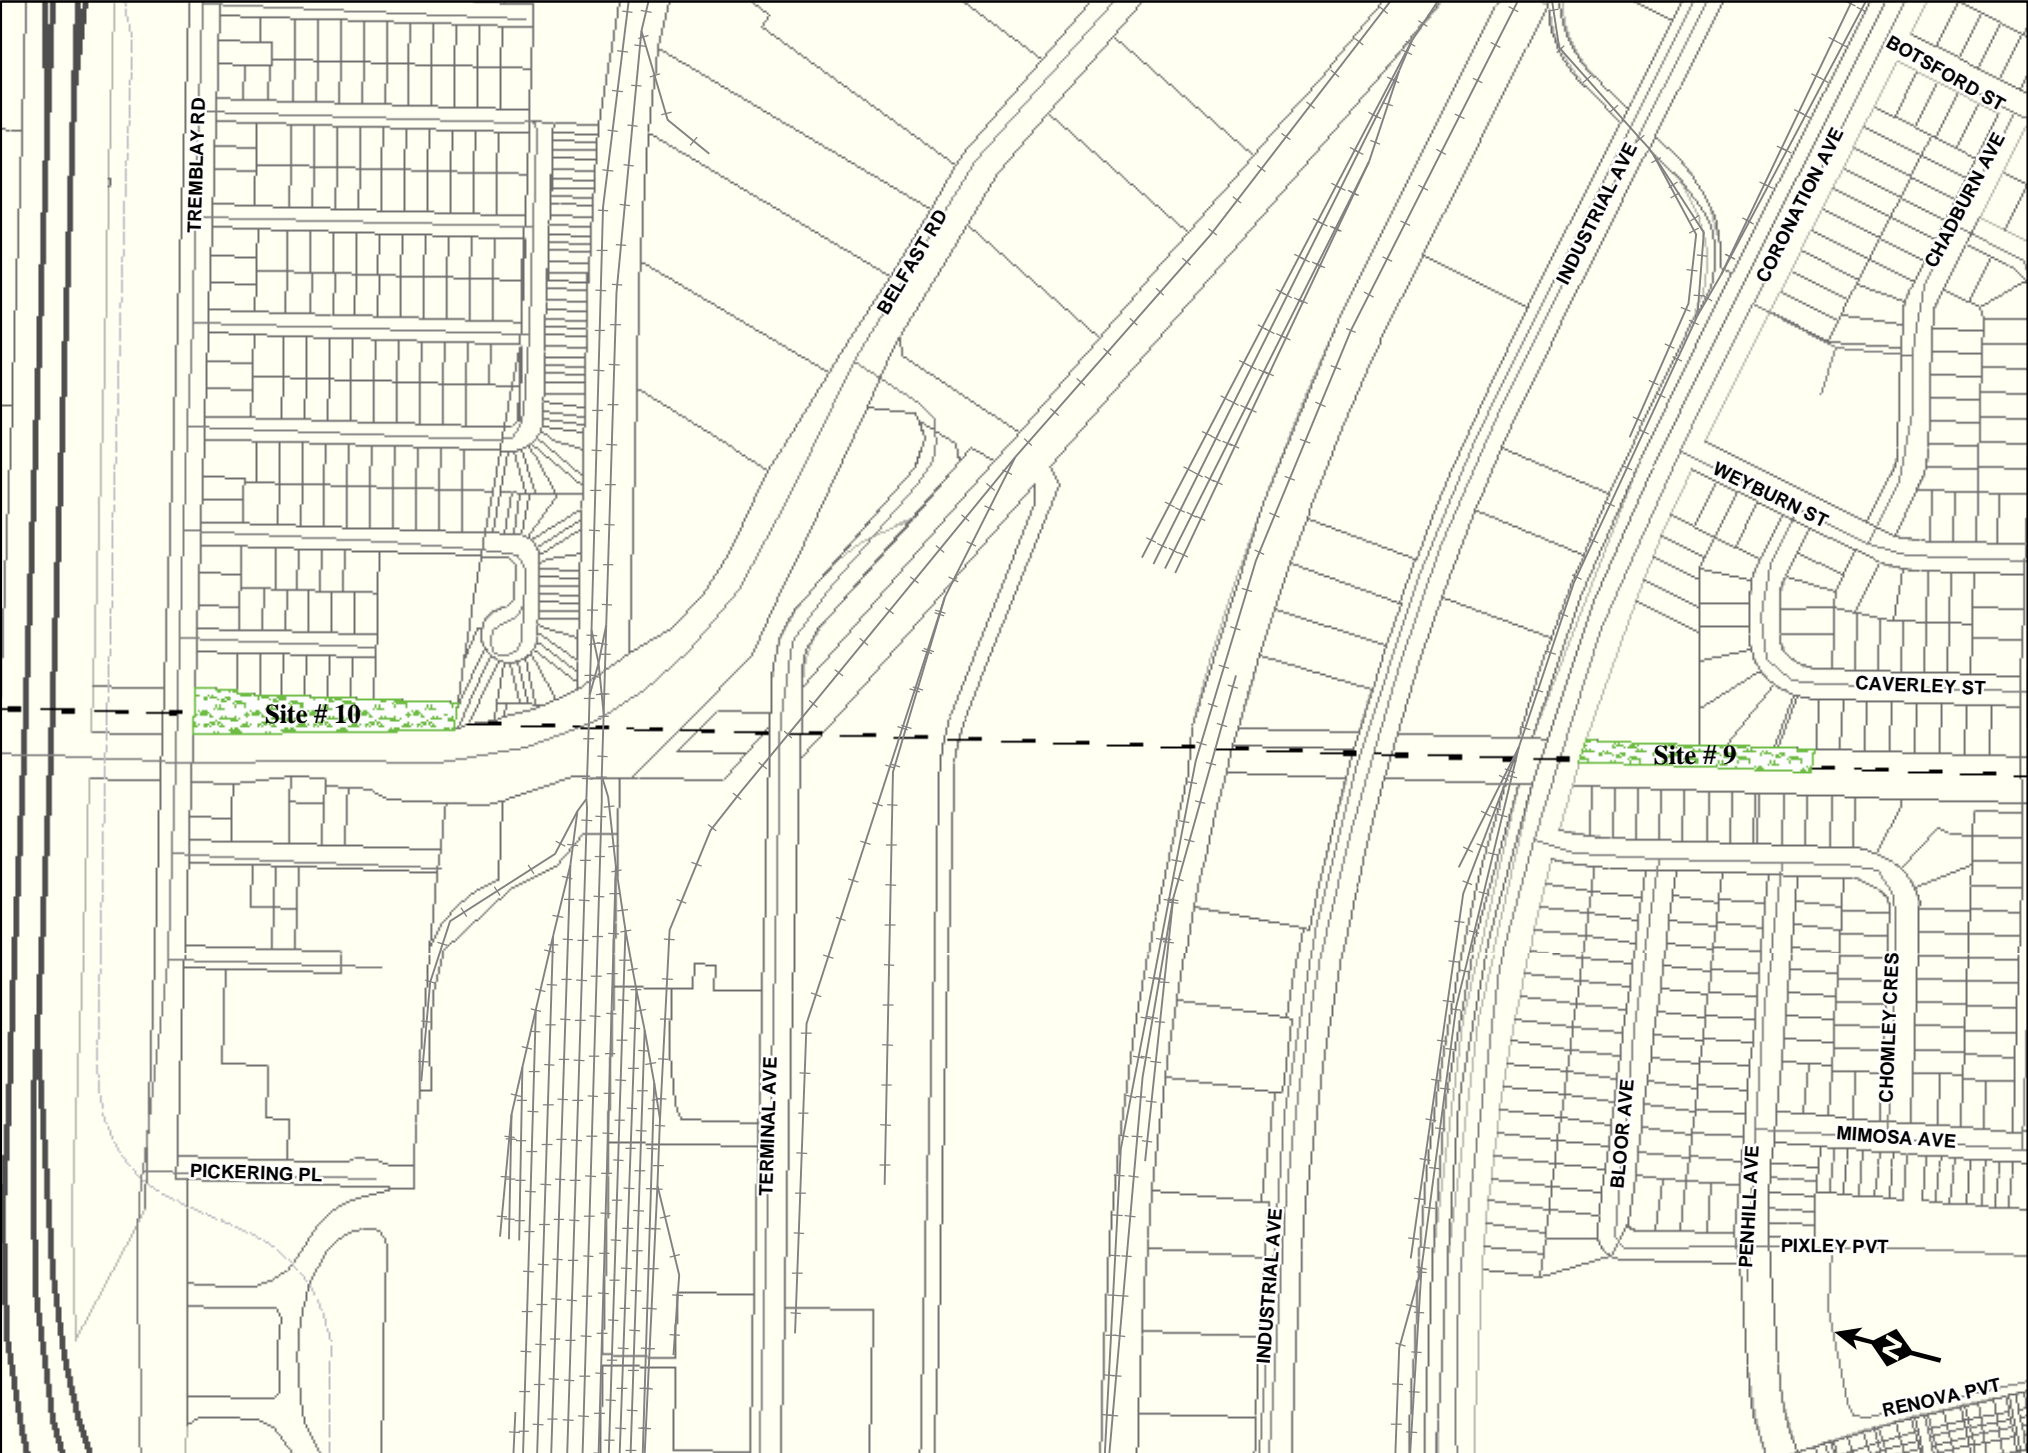 BOTSFORD ST
TREMBLAY RD
CORONATION AVE
CHADBURN AVE
INDUSTRIAL AVE
BELFAST RD
WEYBURN ST
CAVERLEY ST
Site # 10
Site # 9
CHOMLEY CRES
TERMINAL AVE
BLOOR AVE
MIMOSA AVE
PICKERING PL
PENHILL AVE
INDUSTRIAL AVE
PIXLEY PVT
N
RENOVA PVT